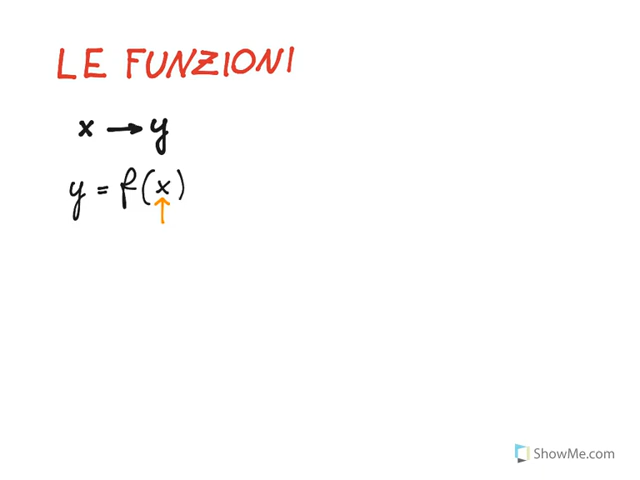 LE FUNZIONI
x → y
y = f(x)
↑
ShowMe.com